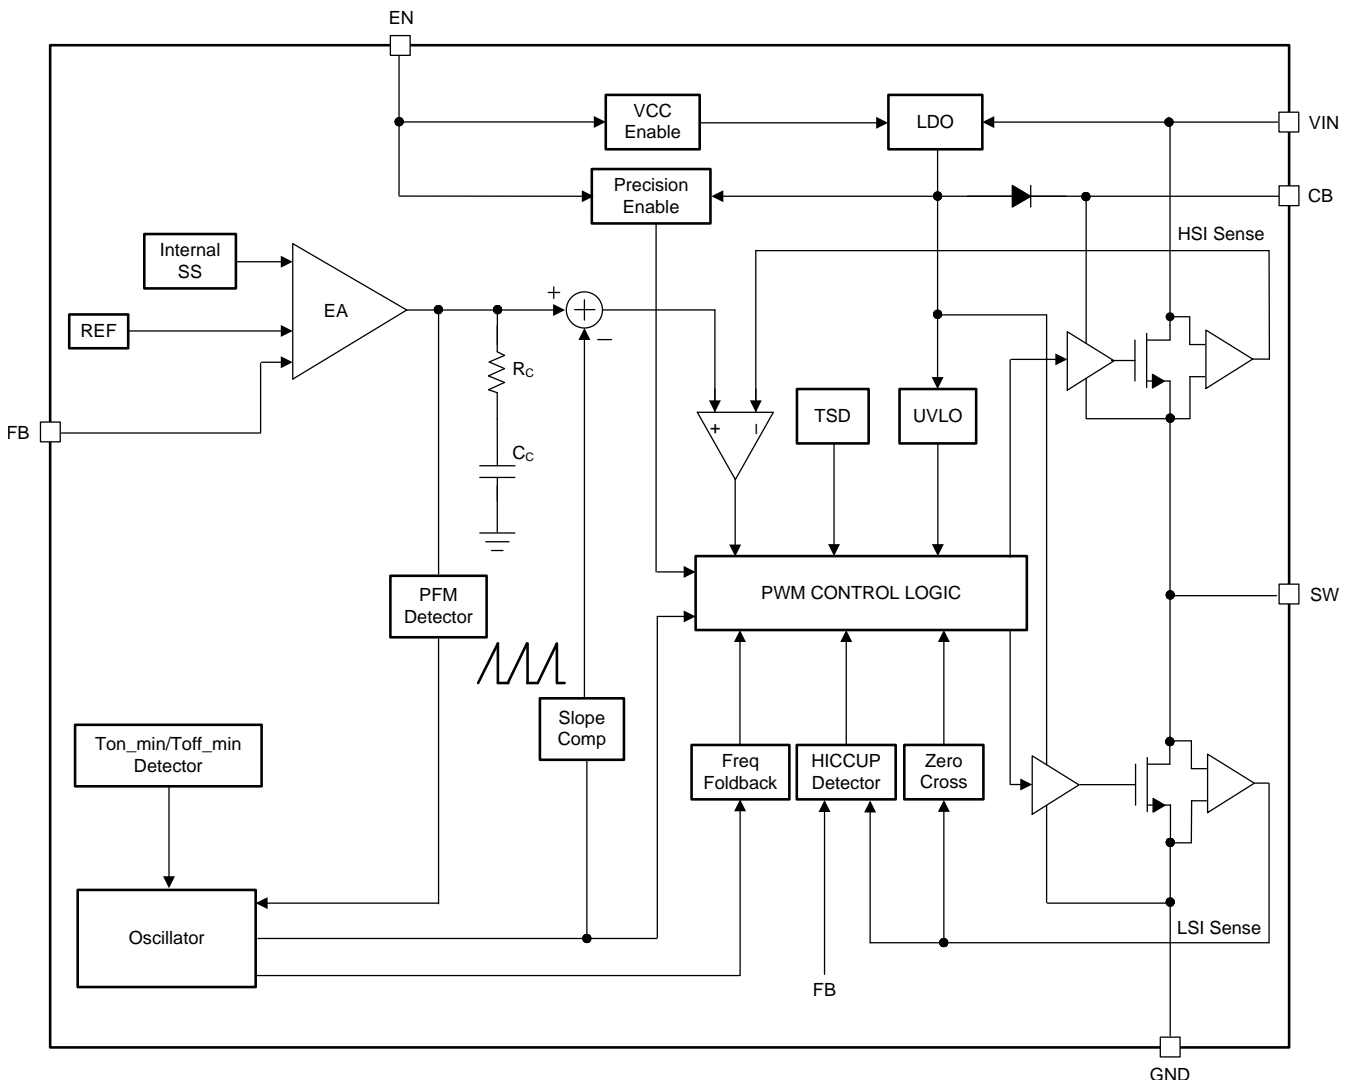 EN
VCC
Enable
LDO
VIN
Precision
Enable
CB
HSI Sense
Internal
SS
EA
+
+
−
REF
RC
TSD
UVLO
FB
+
−
CC
PFM
Detector
PWM CONTROL LOGIC
SW
Slope
Comp
Ton_min/Toff_min
Detector
Freq
Foldback
HICCUP
Detector
Zero
Cross
Oscillator
LSI Sense
FB
GND